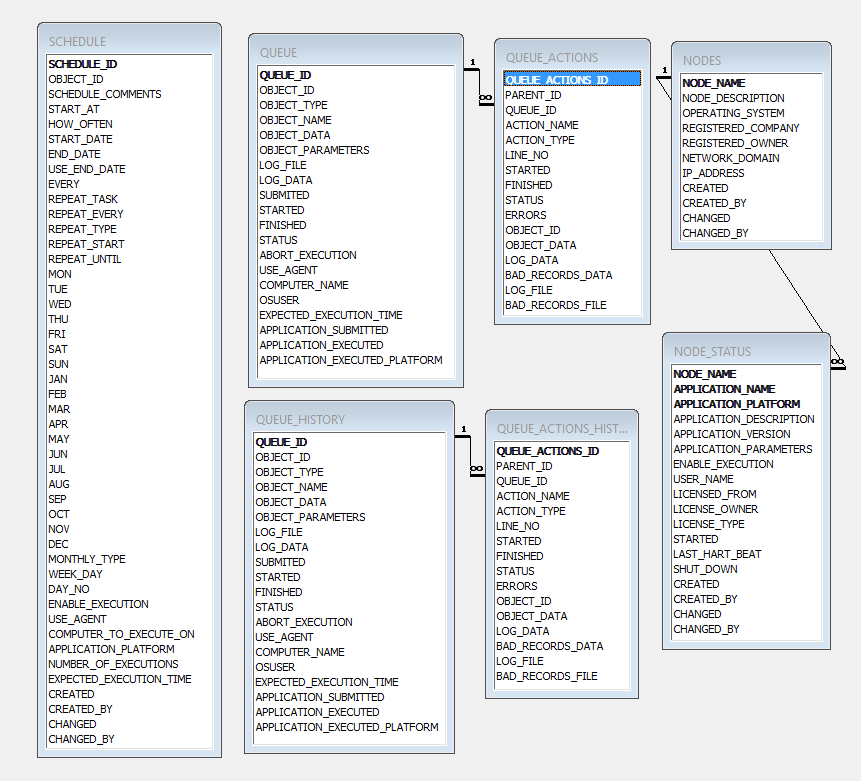 SCHEDULE
SCHEDULE_ID
OBJECT_ID
SCHEDULE_COMMENTS
START_AT
HOW_OFTEN
START_DATE
END_DATE
USE_END_DATE
EVERY
REPEAT_TASK
REPEAT_EVERY
REPEAT_TYPE
REPEAT_START
REPEAT_UNTIL
MON
TUE
WED
THU
FRI
SAT
SUN
JAN
FEB
MAR
APR
MAY
JUN
JUL
AUG
SEP
OCT
NOV
DEC
MONTHLY_TYPE
WEEK_DAY
DAY_NO
ENABLE_EXECUTION
USE_AGENT
COMPUTER_TO_EXECUTE_ON
APPLICATION_PLATFORM
NUMBER_OF_EXECUTIONS
EXPECTED_EXECUTION_TIME
CREATED
CREATED_BY
CHANGED
CHANGED_BY
QUEUE
QUEUE_ID
OBJECT_ID
OBJECT_TYPE
OBJECT_NAME
OBJECT_DATA
OBJECT_PARAMETERS
LOG_FILE
LOG_DATA
SUBMITED
STARTED
FINISHED
STATUS
ABORT_EXECUTION
USE_AGENT
COMPUTER_NAME
OSUSER
EXPECTED_EXECUTION_TIME
APPLICATION_SUBMITTED
APPLICATION_EXECUTED
APPLICATION_EXECUTED_PLATFORM
1
∞
QUEUE_ACTIONS
QUEUE_ACTIONS_ID
PARENT_ID
QUEUE_ID
ACTION_NAME
ACTION_TYPE
LINE_NO
STARTED
FINISHED
STATUS
ERRORS
OBJECT_ID
OBJECT_DATA
LOG_DATA
BAD_RECORDS_DATA
LOG_FILE
BAD_RECORDS_FILE
1
NODES
NODE_NAME
NODE_DESCRIPTION
OPERATING_SYSTEM
REGISTERED_COMPANY
REGISTERED_OWNER
NETWORK_DOMAIN
IP_ADDRESS
CREATED
CREATED_BY
CHANGED
CHANGED_BY
QUEUE_HISTORY
QUEUE_ID
OBJECT_ID
OBJECT_TYPE
OBJECT_NAME
OBJECT_DATA
OBJECT_PARAMETERS
LOG_FILE
LOG_DATA
SUBMITED
STARTED
FINISHED
STATUS
ABORT_EXECUTION
USE_AGENT
COMPUTER_NAME
OSUSER
EXPECTED_EXECUTION_TIME
APPLICATION_SUBMITTED
APPLICATION_EXECUTED
APPLICATION_EXECUTED_PLATFORM
1
∞
QUEUE_ACTIONS_HIST...
QUEUE_ACTIONS_ID
PARENT_ID
QUEUE_ID
ACTION_NAME
ACTION_TYPE
LINE_NO
STARTED
FINISHED
STATUS
ERRORS
OBJECT_ID
OBJECT_DATA
LOG_DATA
BAD_RECORDS_DATA
LOG_FILE
BAD_RECORDS_FILE
NODE_STATUS
∞
NODE_NAME
APPLICATION_NAME
APPLICATION_PLATFORM
APPLICATION_DESCRIPTION
APPLICATION_VERSION
APPLICATION_PARAMETERS
ENABLE_EXECUTION
USER_NAME
LICENSED_FROM
LICENSE_OWNER
LICENSE_TYPE
STARTED
LAST_HART_BEAT
SHUT_DOWN
CREATED
CREATED_BY
CHANGED
CHANGED_BY